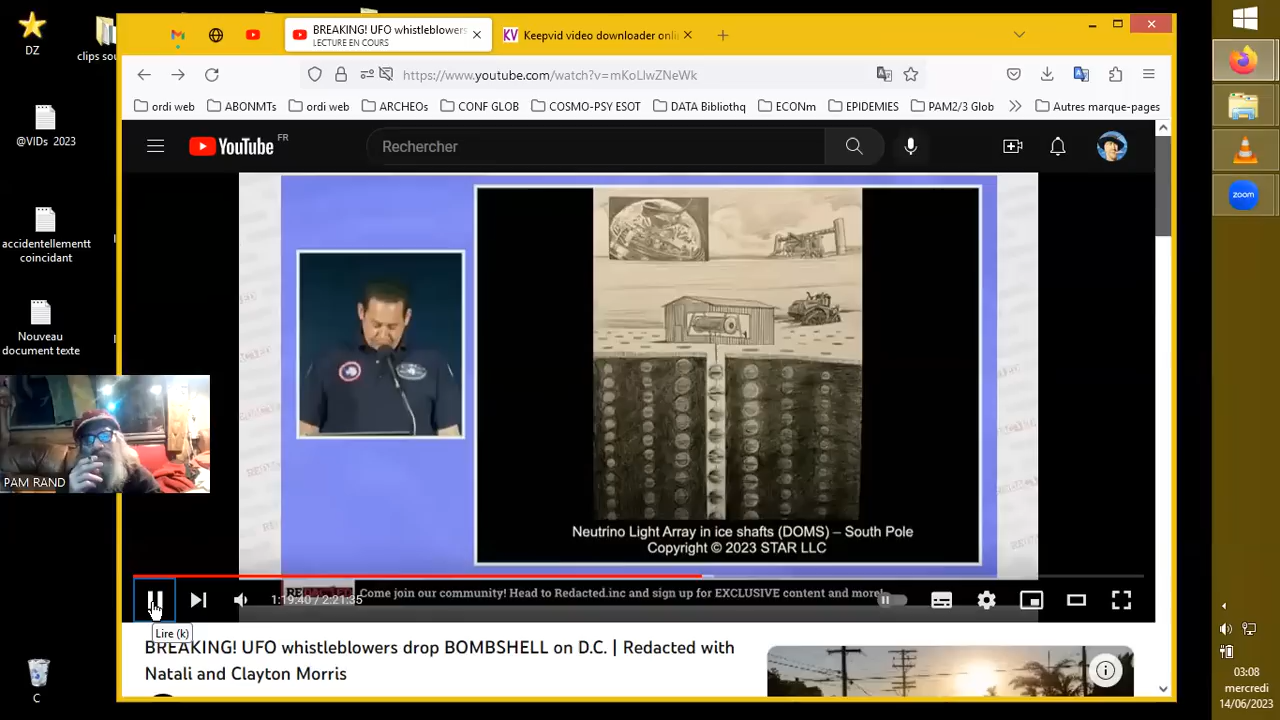 DZ
clips sou
@VIDs 2023
accidentellementt
coincidant
Nouveau
document texte
C
PAM RAND
BREAKING! UFO whistleblowers
LECTURE EN COURS
KV Keepvid video downloader onli
https://www.youtube.com/watch?v=mKoLlwZNeWk
ordi web
ABONMTs
ordi web
ARCHEOs
CONF GLOB
COSMO-PSY ESOT
DATA Bibliothq
ECONm
EPIDEMIES
PAM2/3 Glob
Autres marque-pages
YouTube FR
Rechercher
Neutrino Light Array in ice shafts (DOMS) – South Pole
Copyright © 2023 STAR LLC
REDACTED Come join our community! Head to Redacted.inc and sign up for EXCLUSIVE content and more!
1:19:40 / 2:21:35
Lire (k)
BREAKING! UFO whistleblowers drop BOMBSHELL on D.C. | Redacted with
Natali and Clayton Morris
zoom
03:08
mercredi
14/06/2023